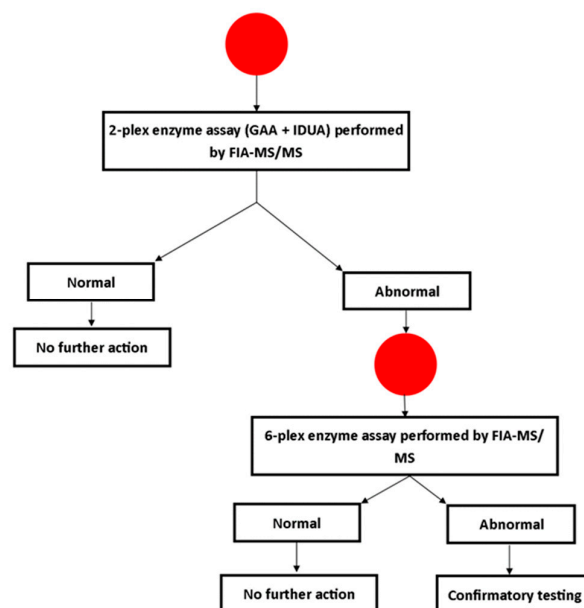 2-plex enzyme assay (GAA + IDUA) performed
by FIA-MS/MS
Normal
Abnormal
No further action
6-plex enzyme assay performed by FIA-MS/
MS
Normal
Abnormal
No further action
Confirmatory testing